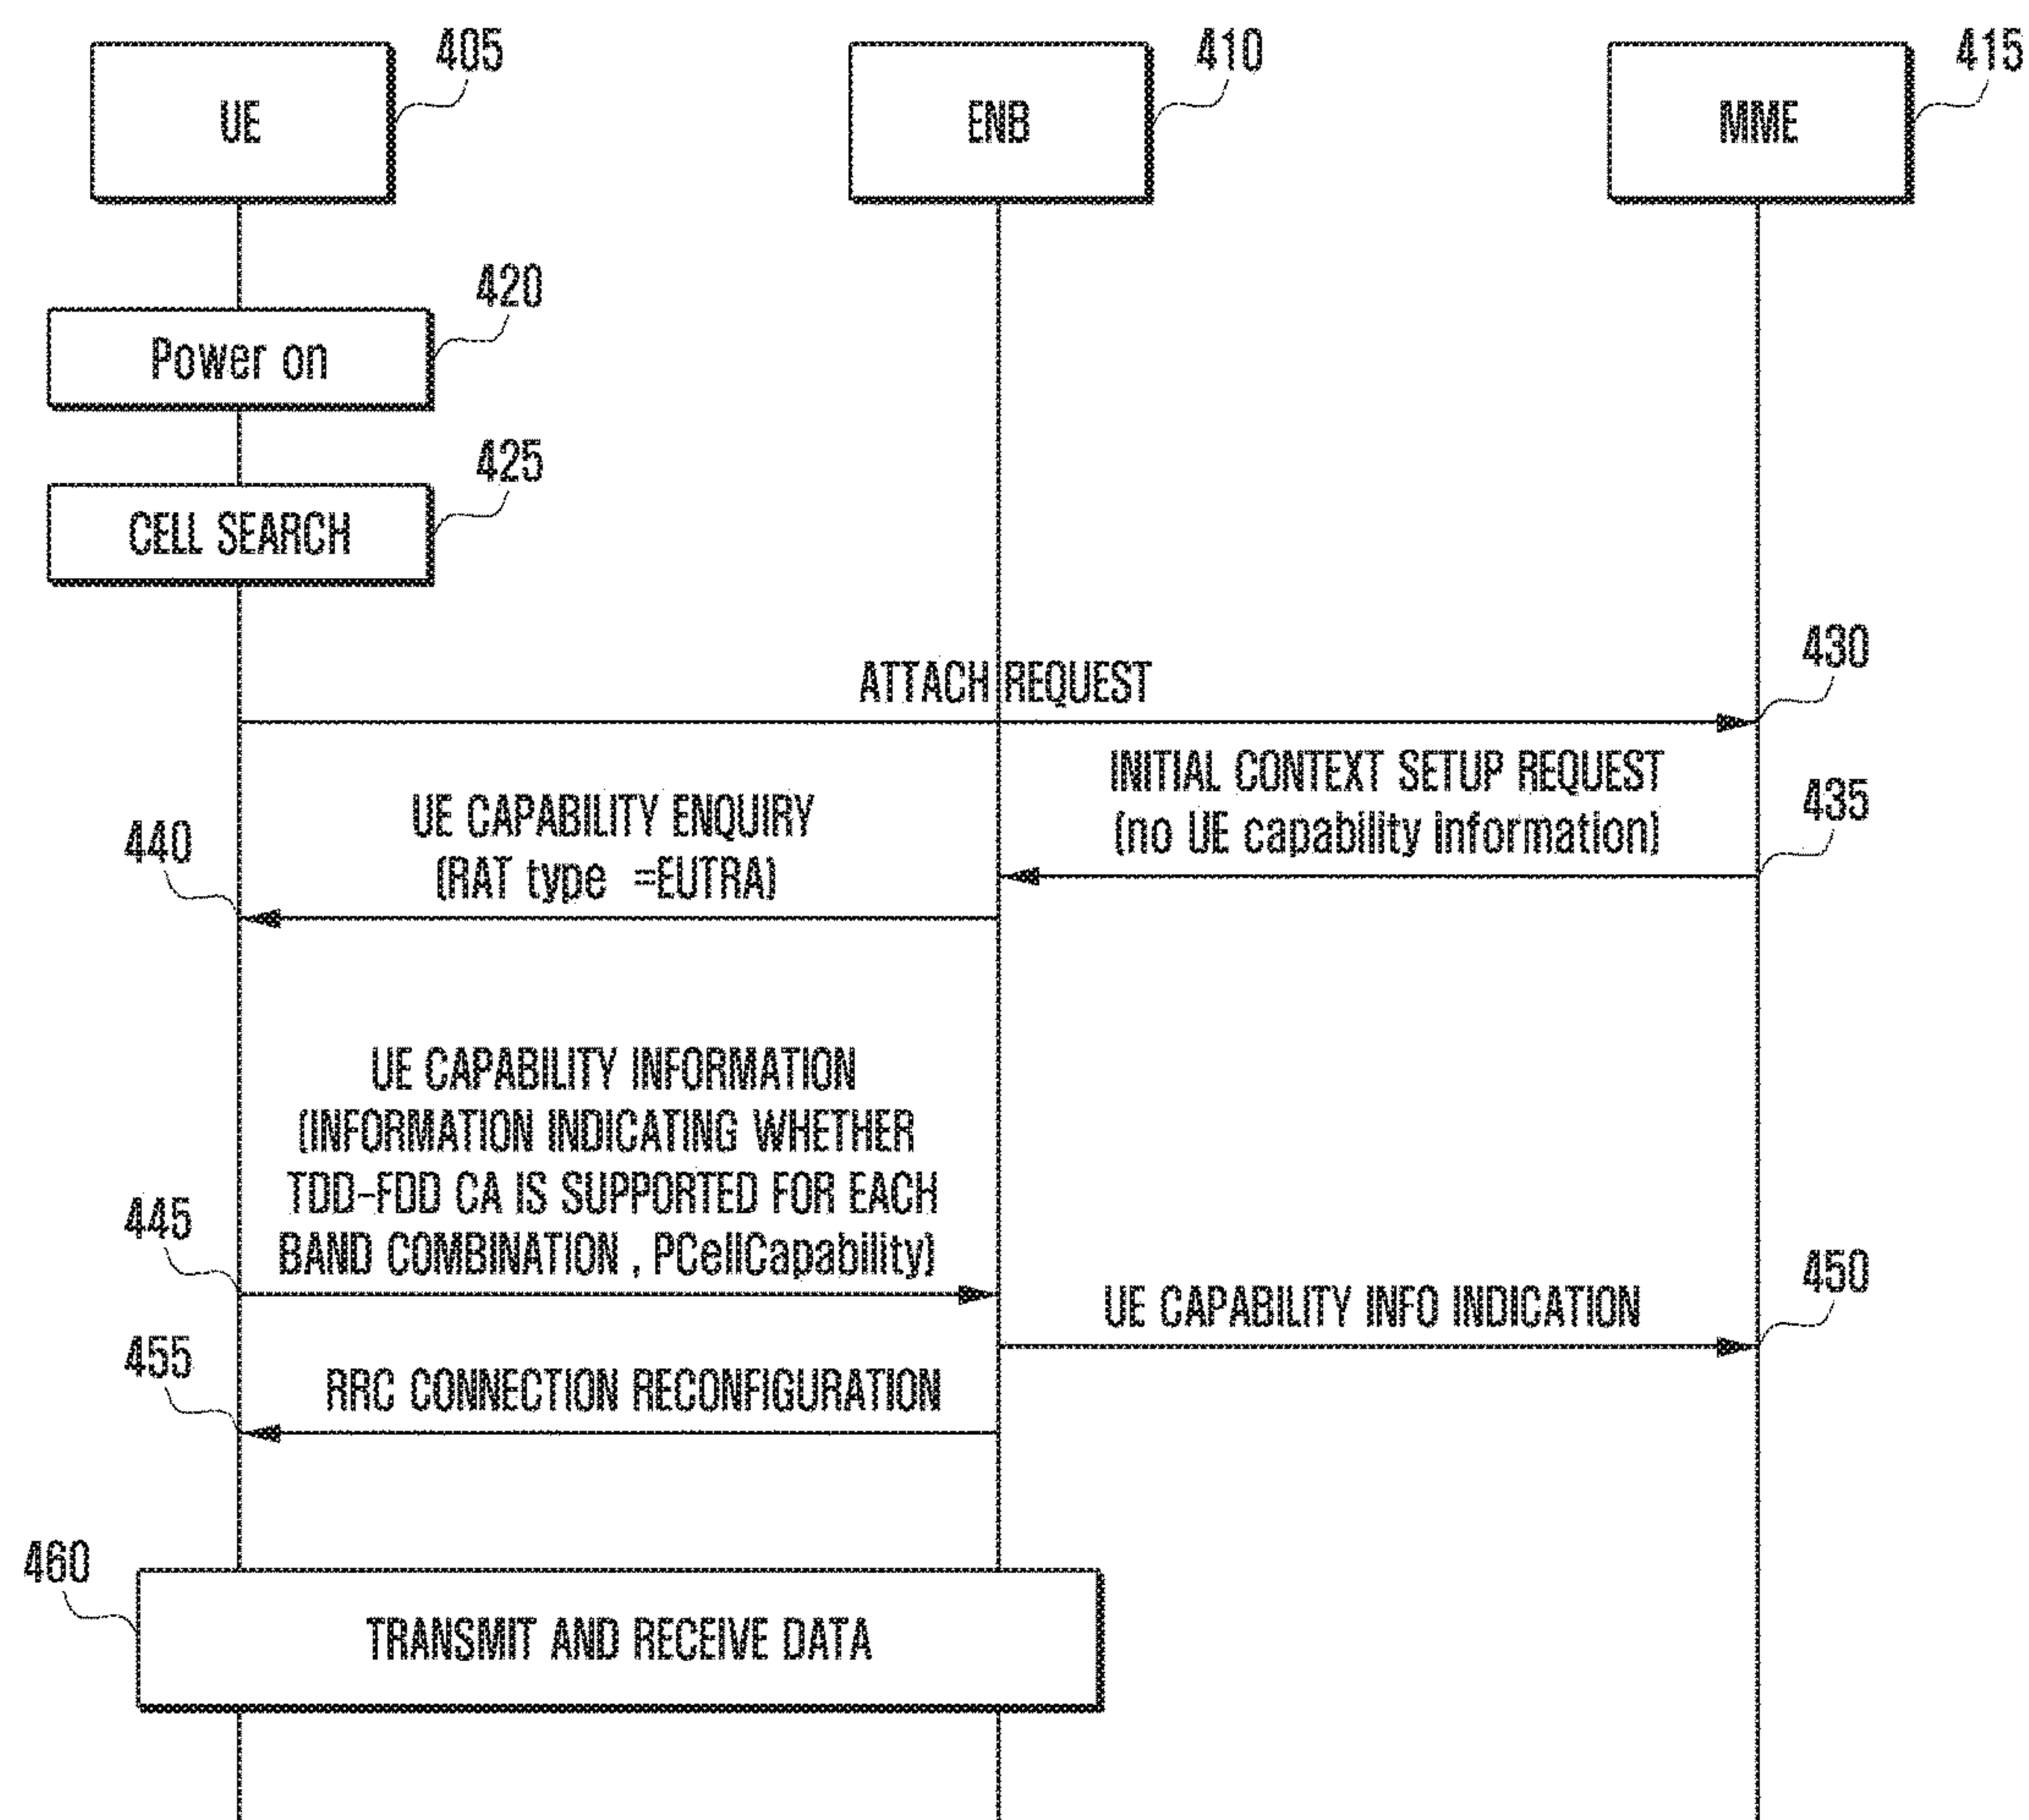 405
410
415
UE
ENB
MME
420
Power on
425
CELL SEARCH
430
ATTACH REQUEST
INITIAL CONTEXT SETUP REQUEST
(no UE capability information)
435
UE CAPABILITY ENQUIRY
(RAT type =EUTRA)
440
UE CAPABILITY INFORMATION
(INFORMATION INDICATING WHETHER
TDD-FDD CA IS SUPPORTED FOR EACH
BAND COMBINATION , PCellCapability)
445
450
UE CAPABILITY INFO INDICATION
455
RRC CONNECTION RECONFIGURATION
460
TRANSMIT AND RECEIVE DATA